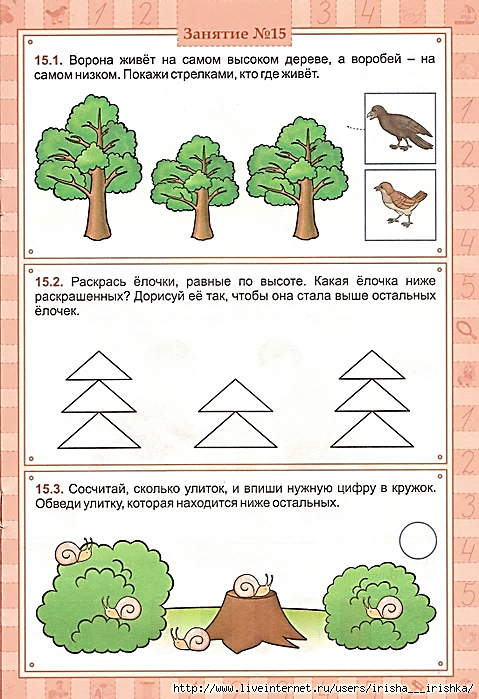 Занятие №15
15.1. Ворона живёт на самом высоком дереве, а воробей – на
самом низком. Покажи стрелками, кто где живёт.
15.2. Раскрась ёлочки, равные по высоте. Какая ёлочка ниже
раскрашенных? Дорисуй её так, чтобы она стала выше остальных
ёлочек.
15.3. Сосчитай, сколько улиток, и впиши нужную цифру в кружок.
Обведи улитку, которая находится ниже остальных.
http://www.liveinternet.ru/users/irisha___irishka/